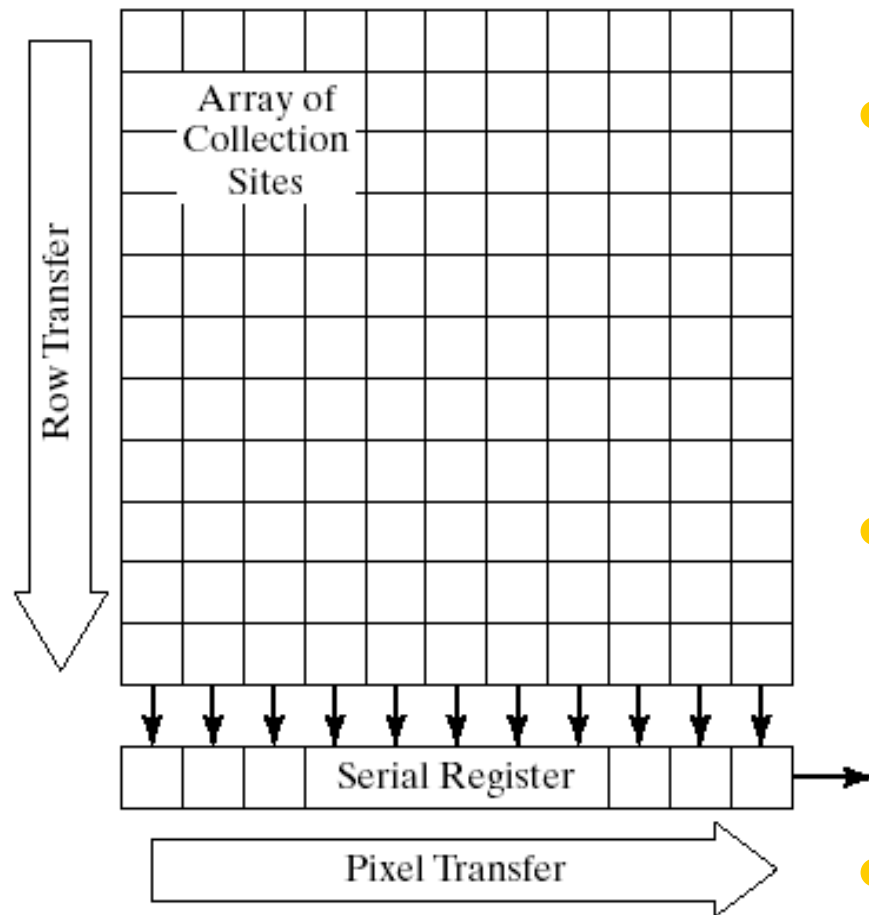 Array of
Collection
Sites
Row Transfer
Serial Register
Pixel Transfer